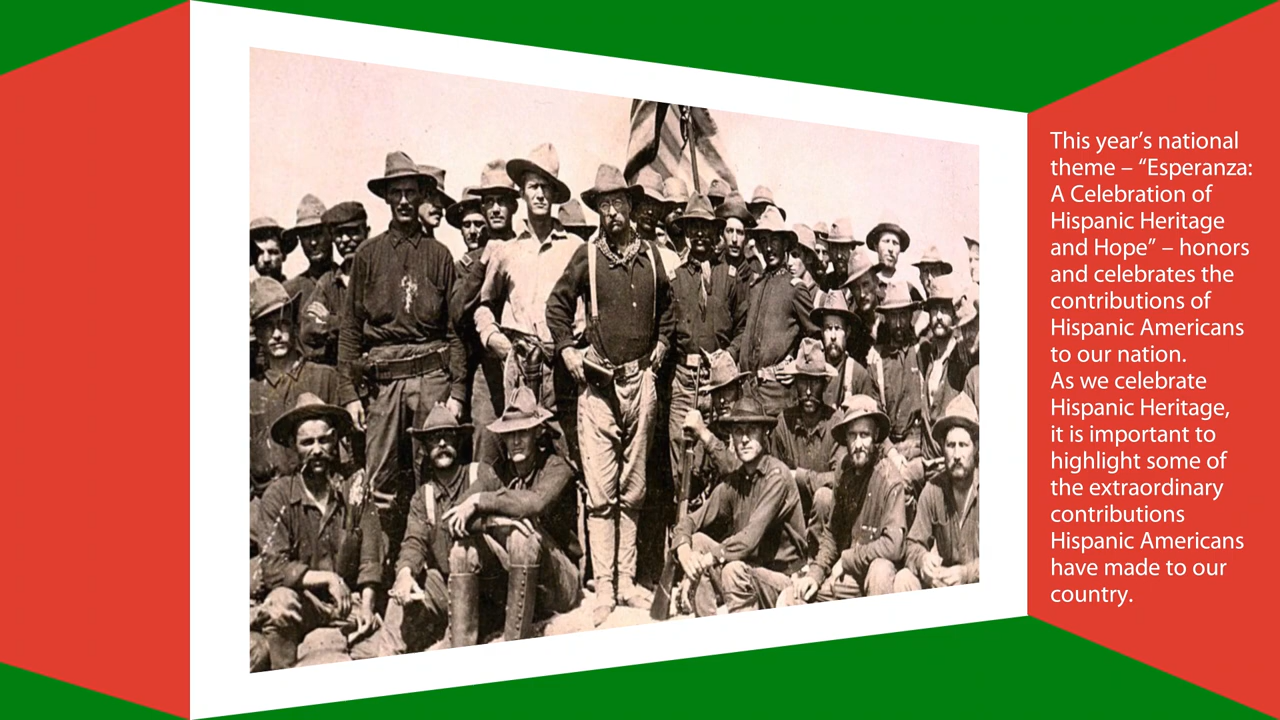 This year’s national
theme – “Esperanza:
A Celebration of
Hispanic Heritage
and Hope” – honors
and celebrates the
contributions of
Hispanic Americans
to our nation.
As we celebrate
Hispanic Heritage,
it is important to
highlight some of
the extraordinary
contributions
Hispanic Americans
have made to our
country.